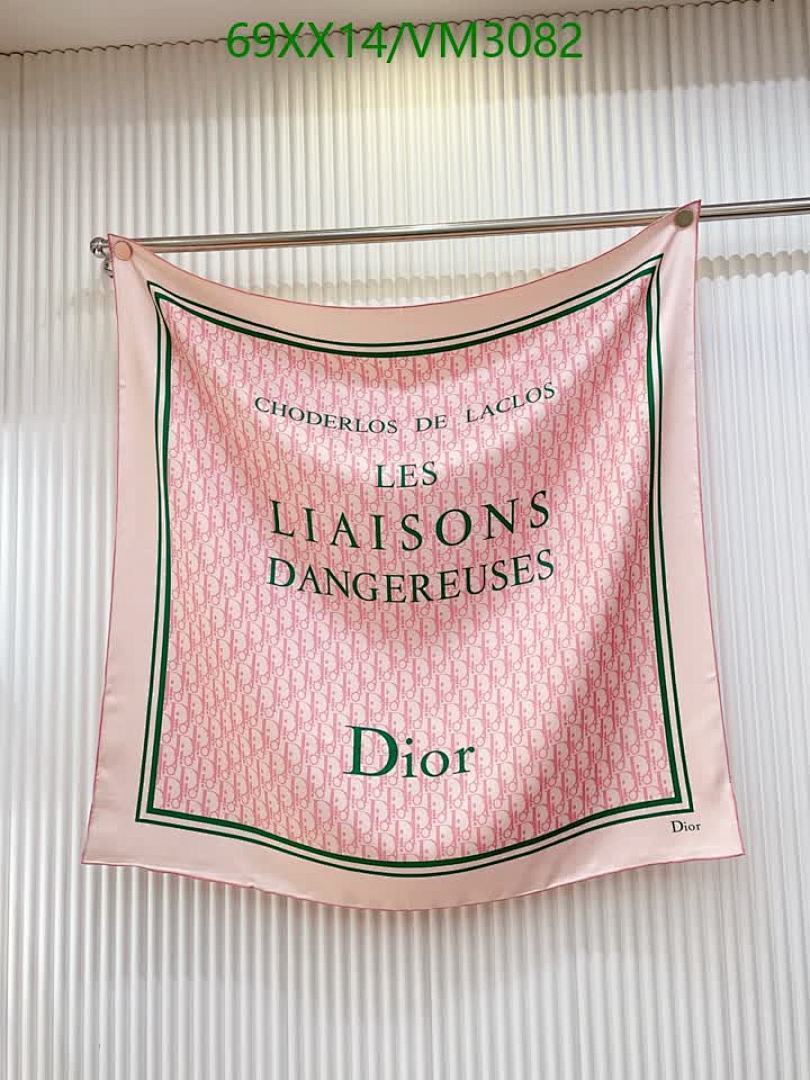 69XX14/VM3082
CHODERLOS DE LACLOS
LES
LIAISONS
DANGEREUSES
Dior
Dior